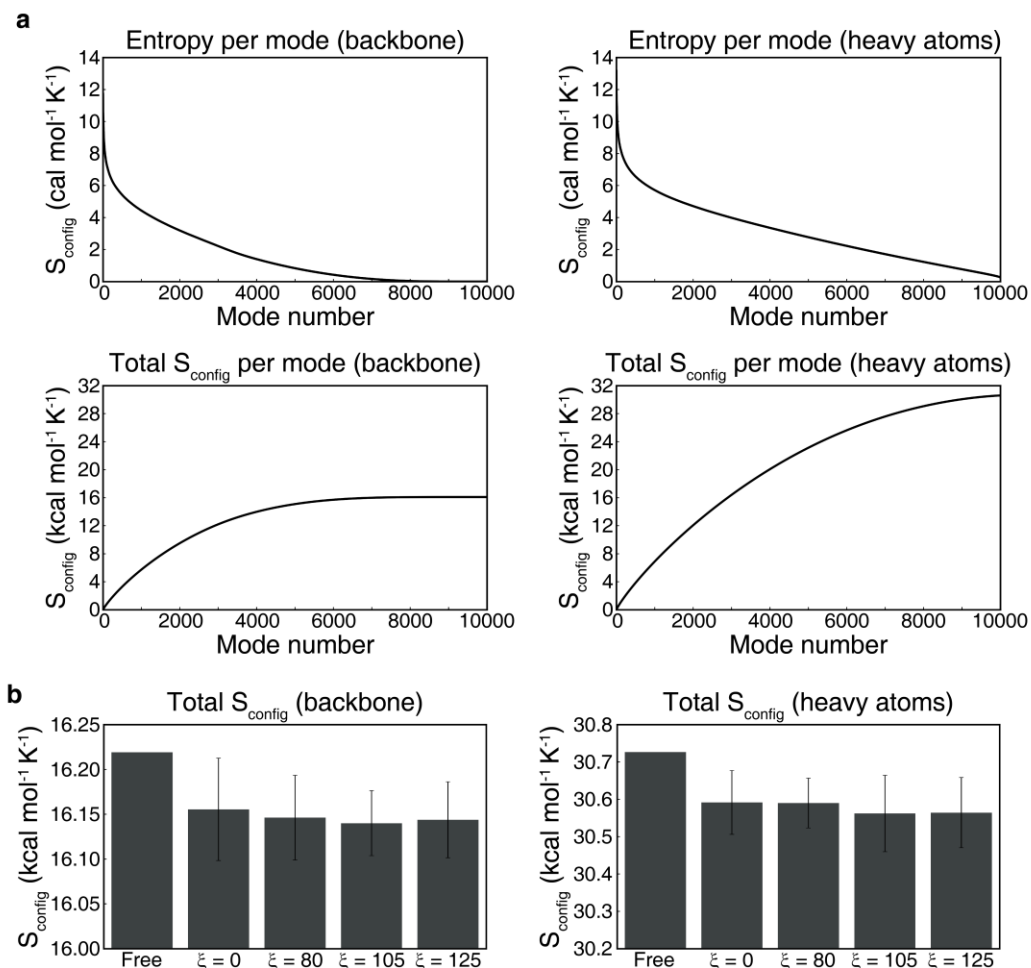 a
Entropy per mode (backbone)
S_config (cal mol⁻¹ K⁻¹)
14
12
10
8
6
4
2
0
0 2000 4000 6000 8000 10000
Mode number
Entropy per mode (heavy atoms)
S_config (cal mol⁻¹ K⁻¹)
14
12
10
8
6
4
2
0
0 2000 4000 6000 8000 10000
Mode number
Total S_config per mode (backbone)
S_config (kcal mol⁻¹ K⁻¹)
32
28
24
20
16
12
8
4
0
0 2000 4000 6000 8000 10000
Mode number
Total S_config per mode (heavy atoms)
S_config (kcal mol⁻¹ K⁻¹)
32
28
24
20
16
12
8
4
0
0 2000 4000 6000 8000 10000
Mode number
b
Total S_config (backbone)
S_config (kcal mol⁻¹ K⁻¹)
16.25
16.20
16.15
16.10
16.05
16.00
Free ξ = 0 ξ = 80 ξ = 105 ξ = 125
Total S_config (heavy atoms)
S_config (kcal mol⁻¹ K⁻¹)
30.8
30.7
30.6
30.5
30.4
30.3
30.2
Free ξ = 0 ξ = 80 ξ = 105 ξ = 125